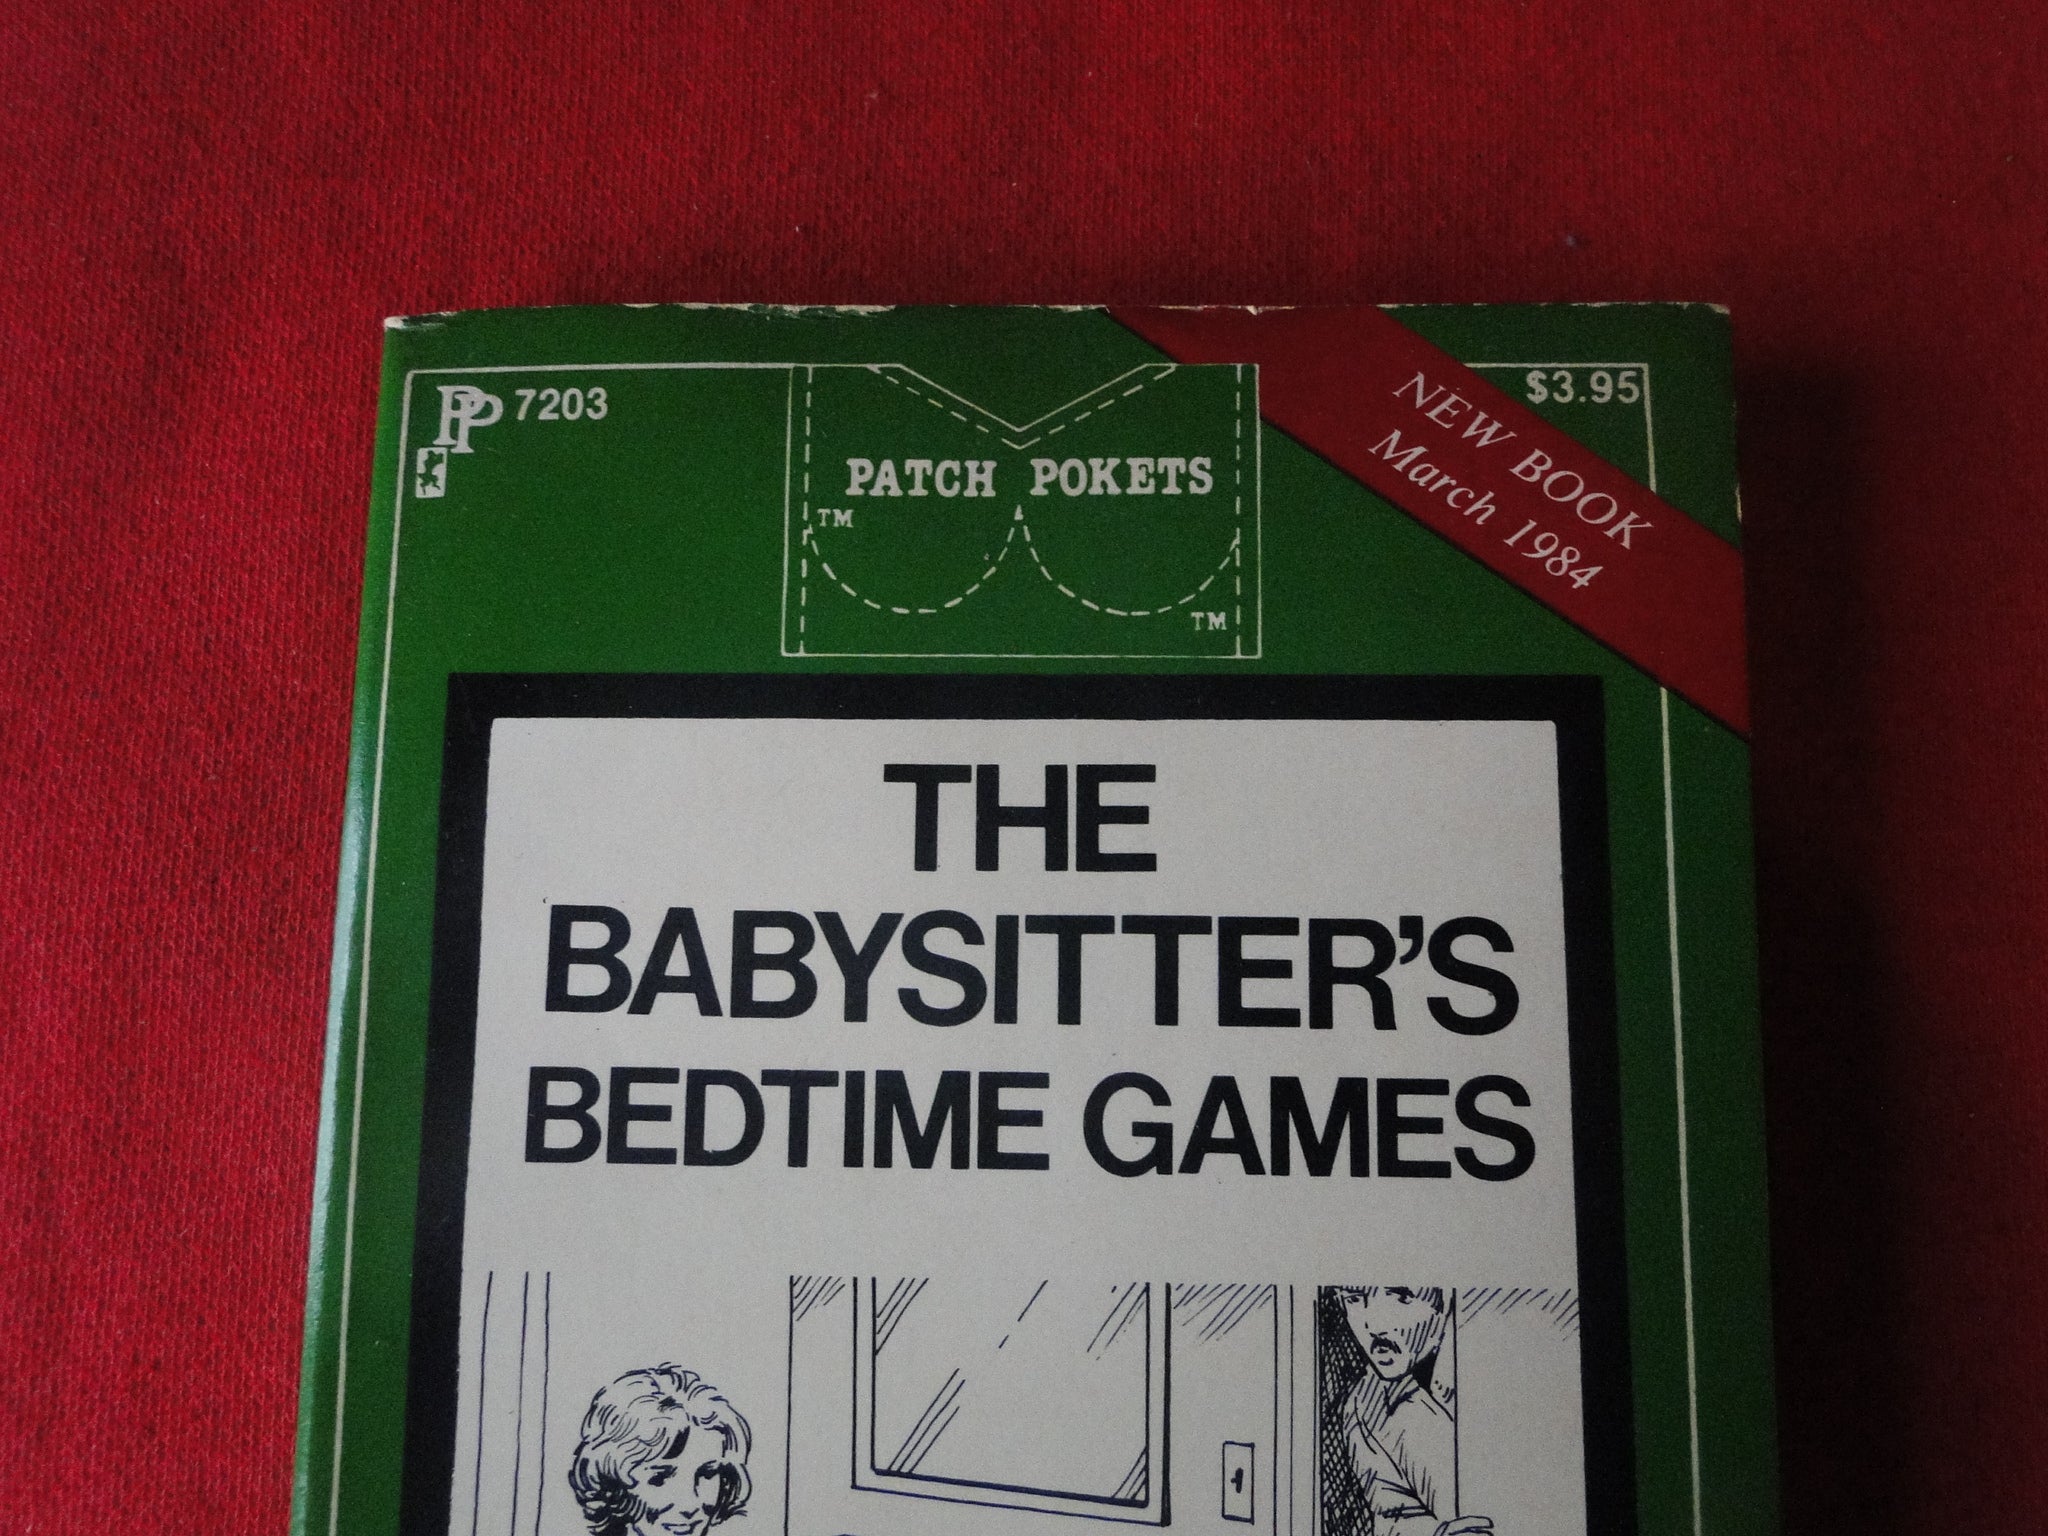 PP 7203
$3.95
NEW BOOK
March 1984
PATCH POKETS
TM
TM
THE
BABYSITTER'S
BEDTIME GAMES